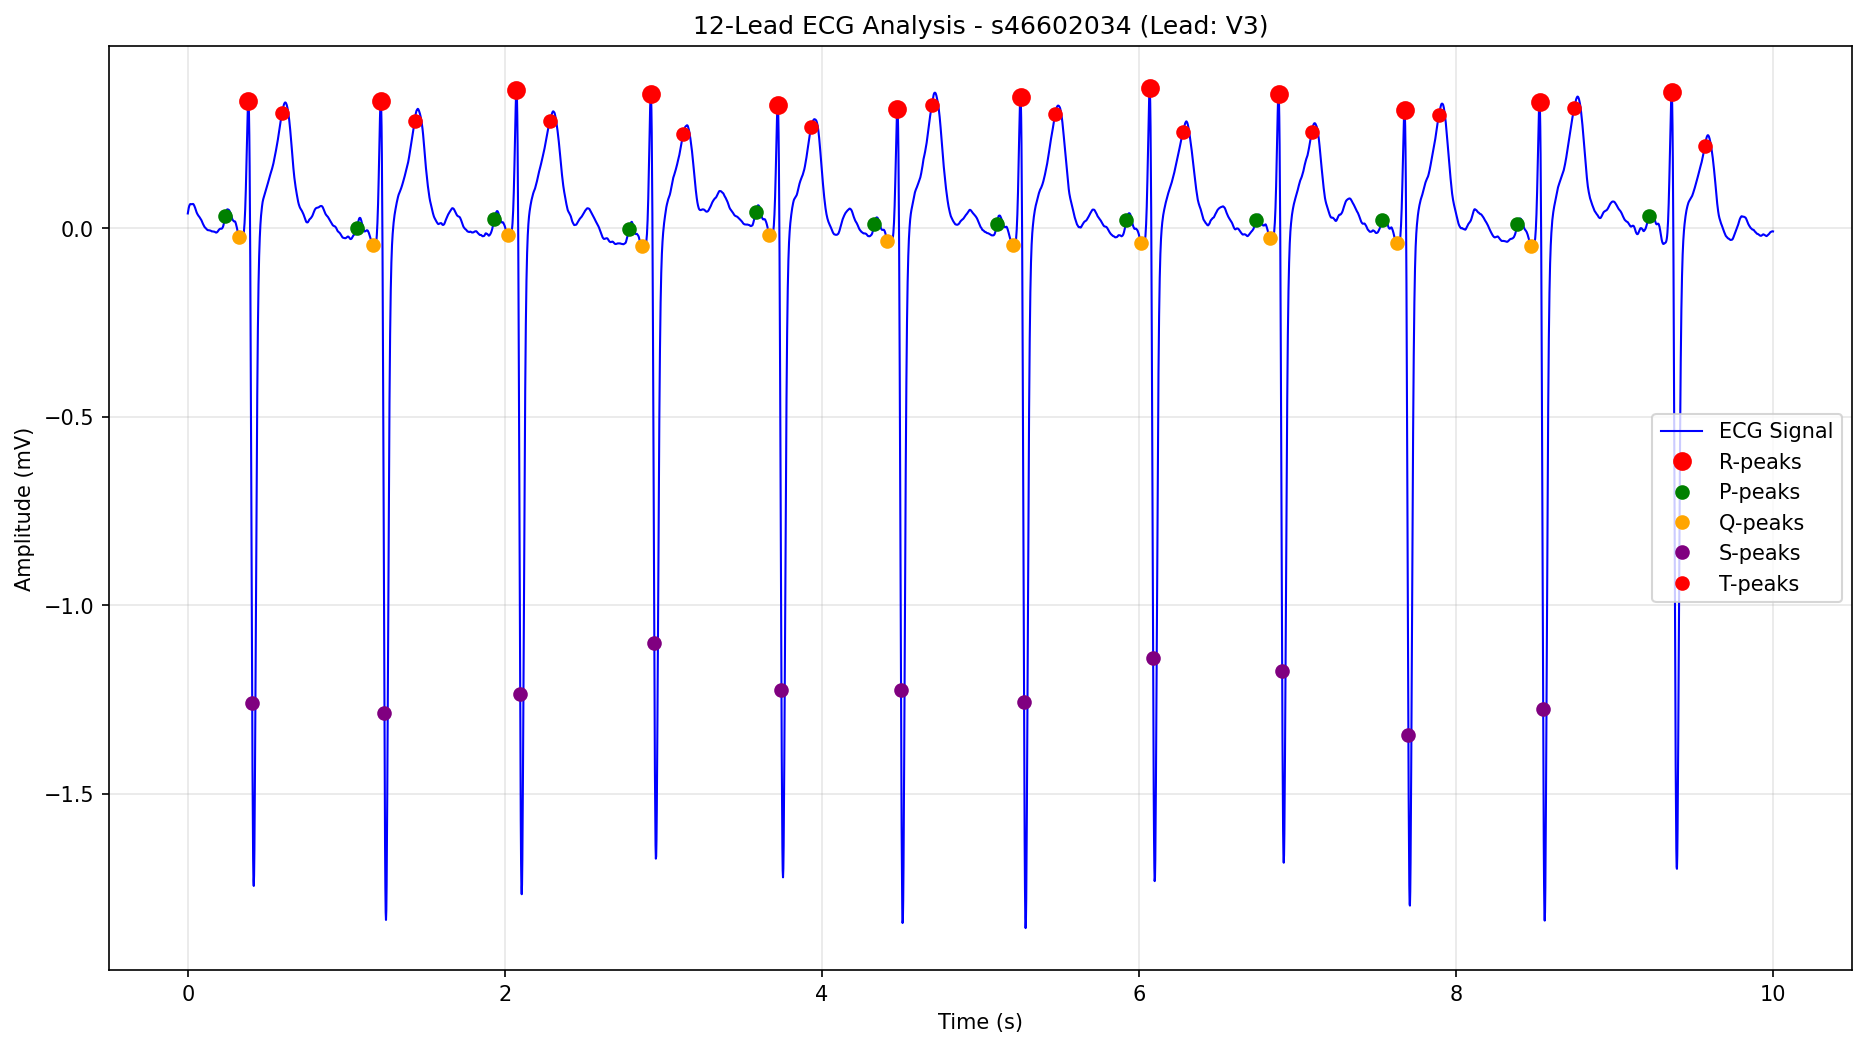 12-Lead ECG Analysis - s46602034 (Lead: V3)
Amplitude (mV)
0.0
−0.5
−1.0
−1.5
ECG Signal
R-peaks
P-peaks
Q-peaks
S-peaks
T-peaks
0 2 4 6 8 10
Time (s)